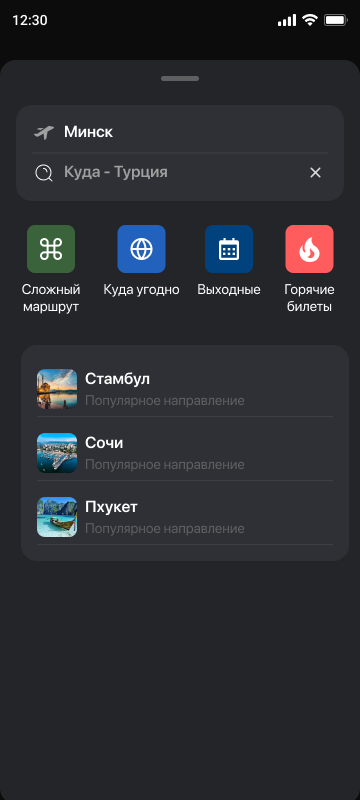 12:30
Минск
Куда - Турция
Сложный
маршрут
Куда угодно
Выходные
Горячие
билеты
Стамбул
Популярное направление
Сочи
Популярное направление
Пхукет
Популярное направление